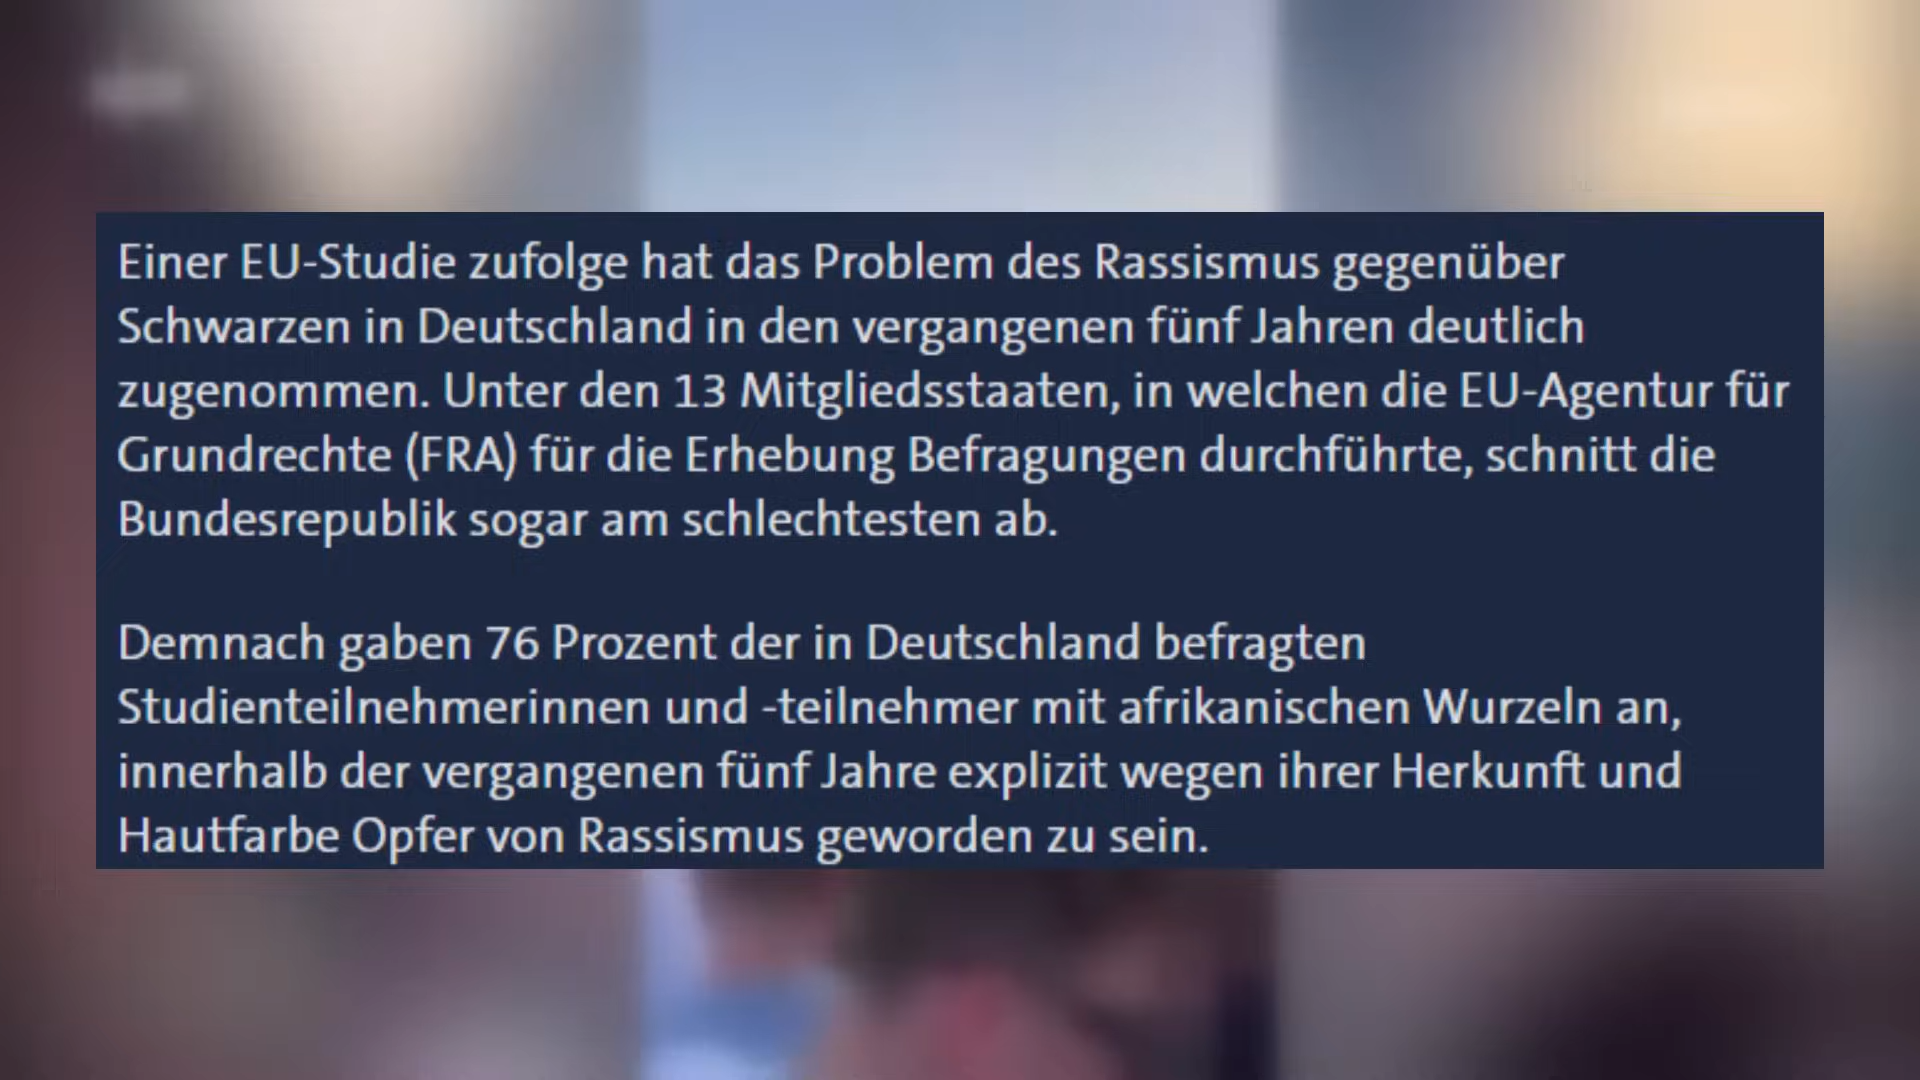 Einer EU-Studie zufolge hat das Problem des Rassismus gegenüber
Schwarzen in Deutschland in den vergangenen fünf Jahren deutlich
zugenommen. Unter den 13 Mitgliedsstaaten, in welchen die EU-Agentur für
Grundrechte (FRA) für die Erhebung Befragungen durchführte, schnitt die
Bundesrepublik sogar am schlechtesten ab.
Demnach gaben 76 Prozent der in Deutschland befragten
Studienteilnehmerinnen und -teilnehmer mit afrikanischen Wurzeln an,
innerhalb der vergangenen fünf Jahre explizit wegen ihrer Herkunft und
Hautfarbe Opfer von Rassismus geworden zu sein.